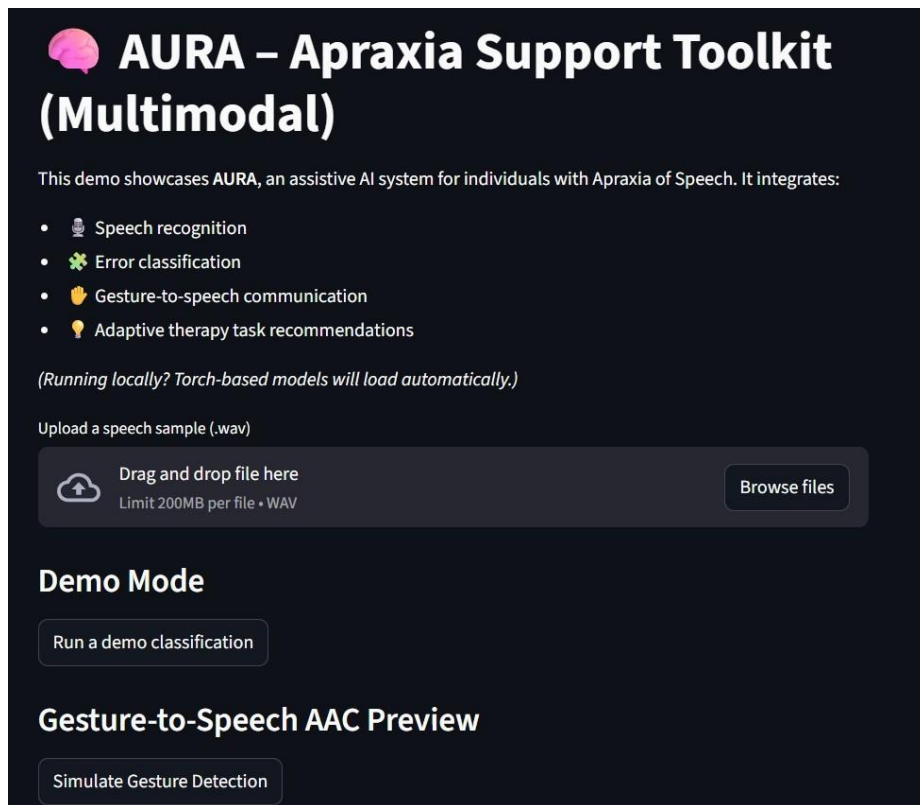 AURA – Apraxia Support Toolkit
(Multimodal)
This demo showcases AURA, an assistive AI system for individuals with Apraxia of Speech. It integrates:
• Speech recognition
• Error classification
• Gesture-to-speech communication
• Adaptive therapy task recommendations
(Running locally? Torch-based models will load automatically.)
Upload a speech sample (.wav)
Drag and drop file here
Limit 200MB per file • WAV
Browse files
Demo Mode
Run a demo classification
Gesture-to-Speech AAC Preview
Simulate Gesture Detection